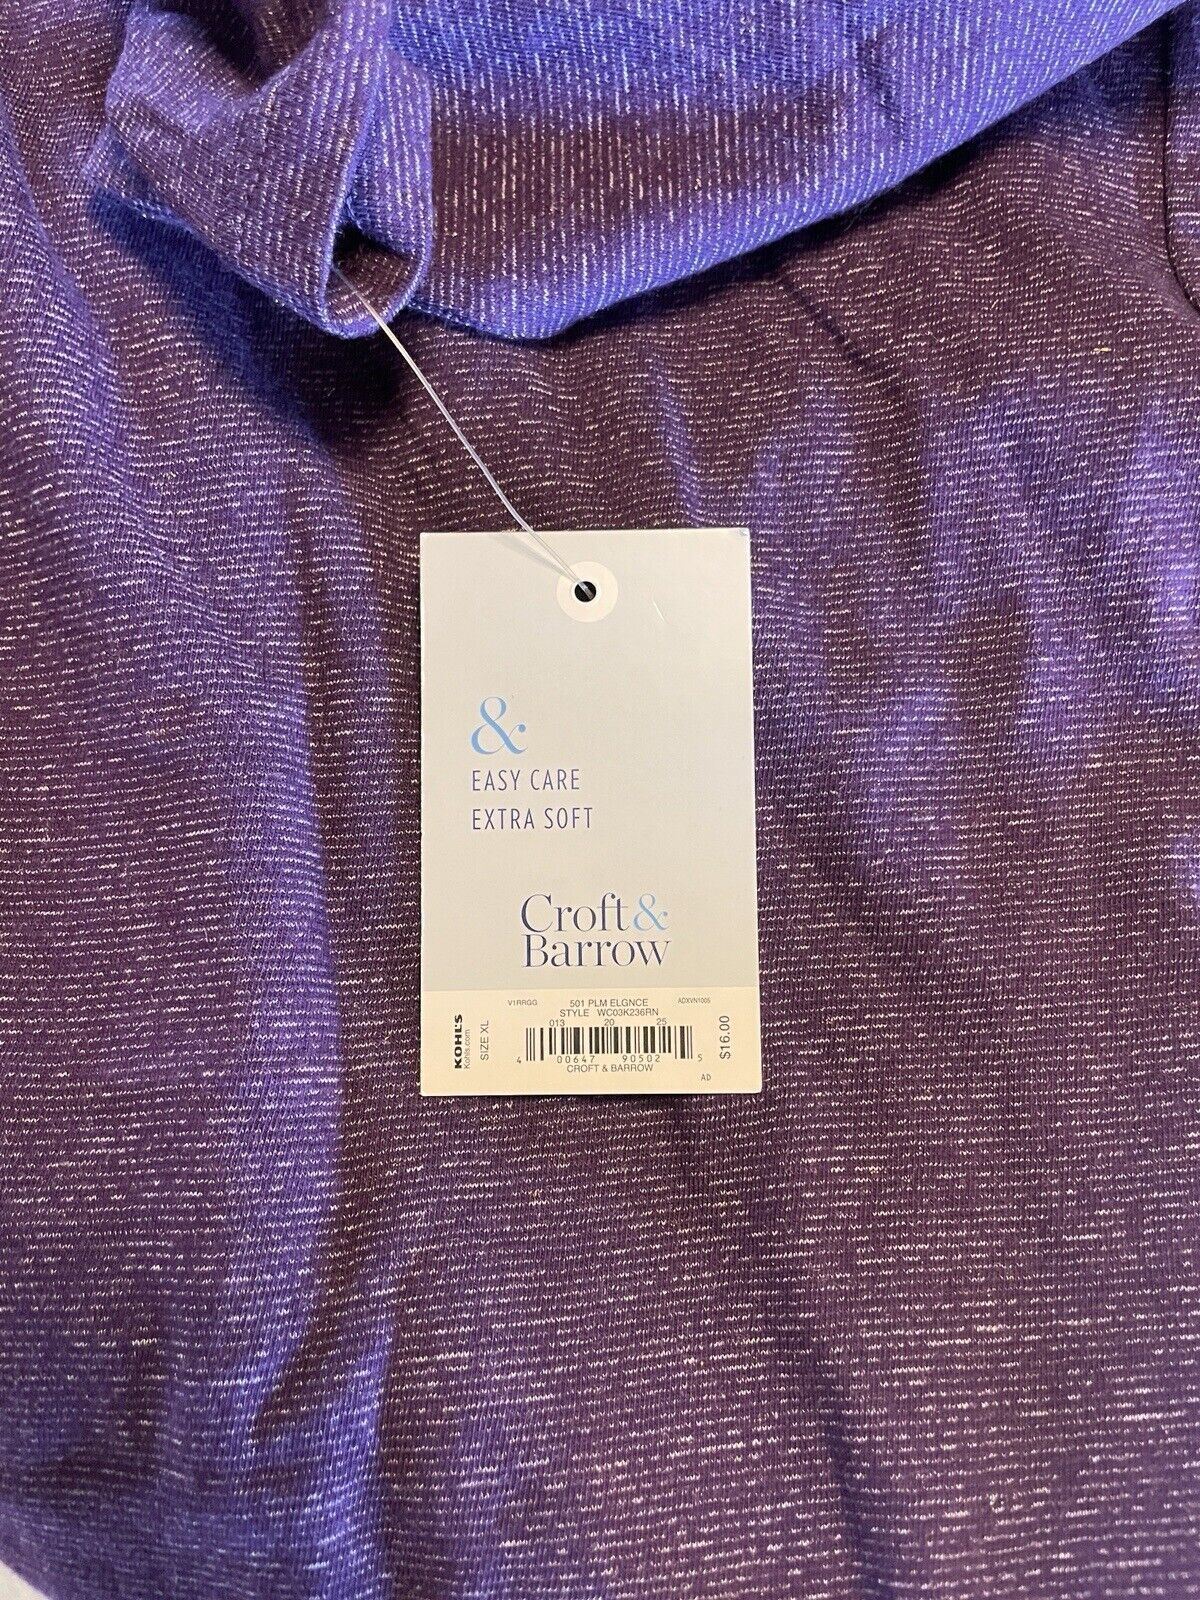 &
EASY CARE
EXTRA SOFT
Croft&
Barrow
V1RRGG 501 PLM ELGNCE ADXVN1005
STYLE WC03K236RN
013 20 25
4 00647 90502 5
CROFT & BARROW
AD
KOHL'S
Kohls.com
SIZE XL
$16.00